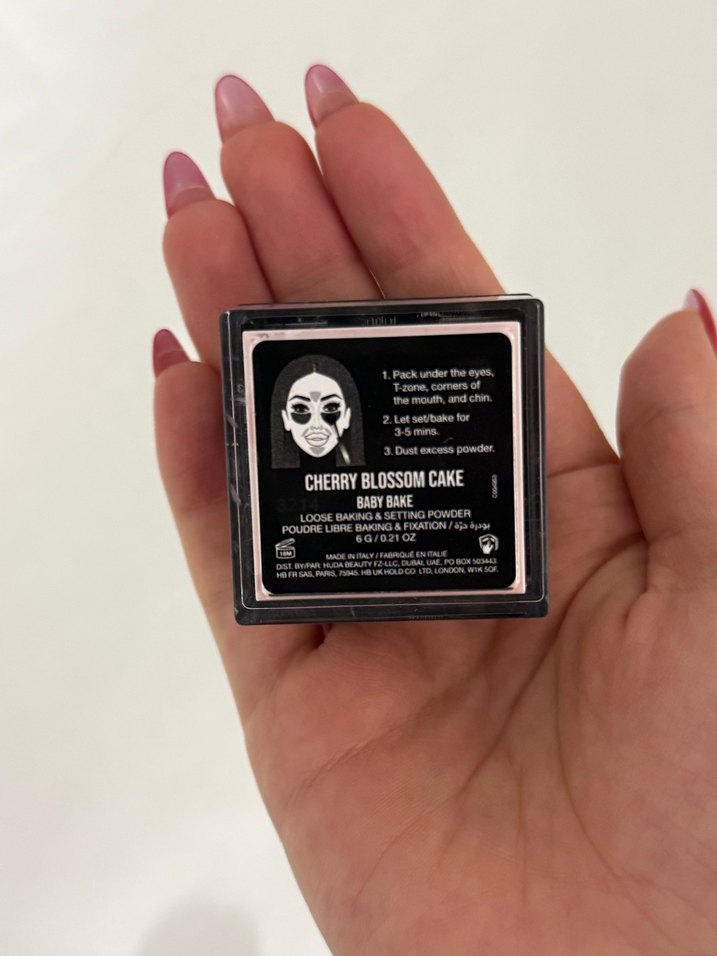 1. Pack under the eyes,
T-zone, corners of
the mouth, and chin.
2. Let set/bake for
3-5 mins.
3. Dust excess powder.
CHERRY BLOSSOM CAKE
BABY BAKE
LOOSE BAKING & SETTING POWDER
POUDRE LIBRE BAKING & FIXATION / بودرة حرّة
6 G / 0.21 OZ
18M
MADE IN ITALY / FABRIQUÉ EN ITALIE
DIST. BY/PAR: HUDA BEAUTY FZ-LLC, DUBAI, UAE, PO BOX 503443.
HB FR SAS, PARIS, 75945. HB UK HOLD CO. LTD, LONDON, W1K 5QF.